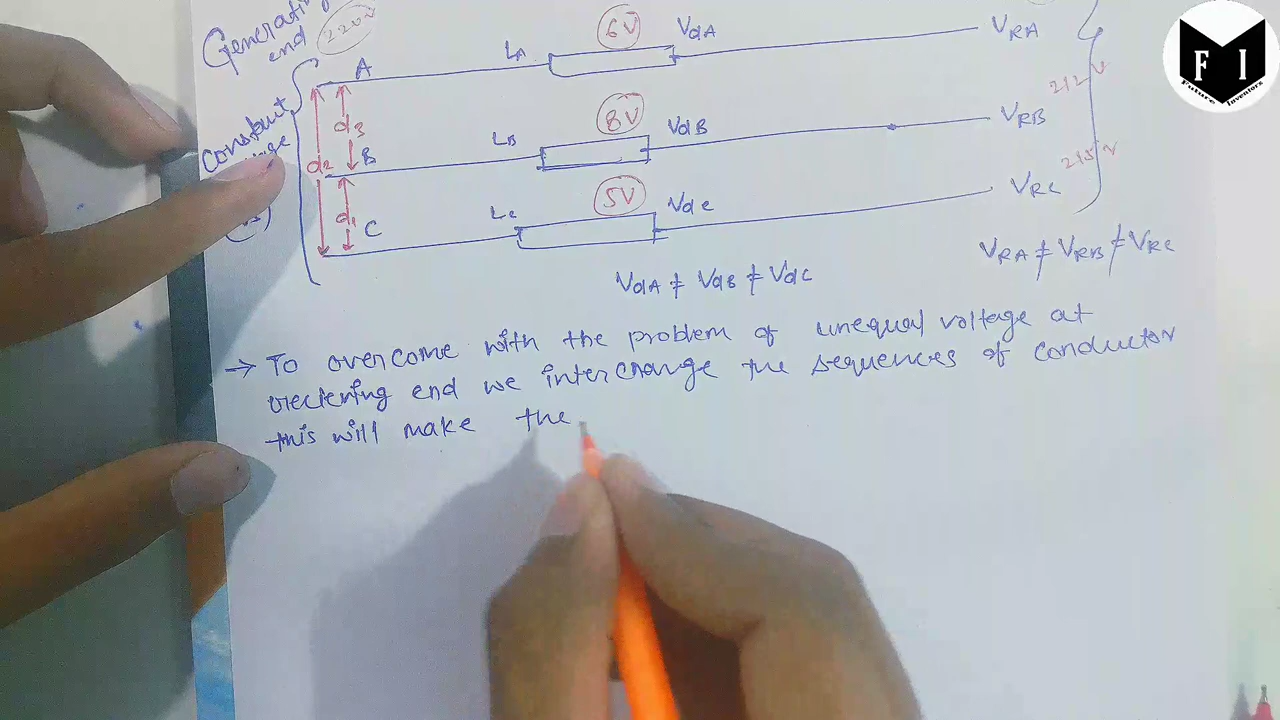 Generating
end
220V
Constant
A
LA
6V
VdA
VRA
d3
d2
B
LB
8V
VdB
VRB
212V
d1
C
LC
5V
VdC
VRC
215V
VdA ≠ VdB ≠ VdC
VRA ≠ VRB ≠ VRC
→ To overcome with the problem of unequal voltage at
end we interchange the sequences of conductor
this will make the
F I
Future
Inventors